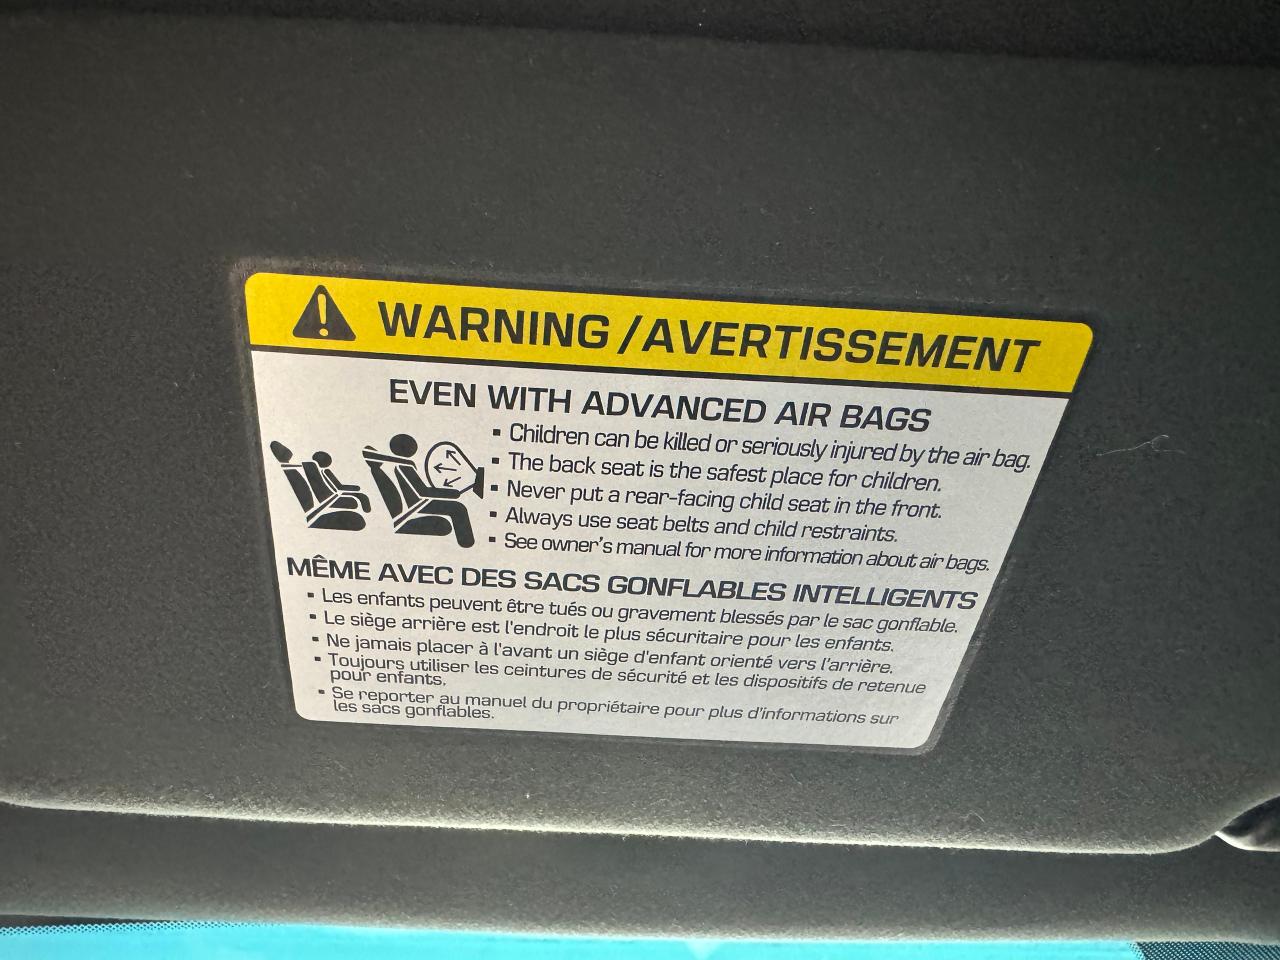 WARNING/AVERTISSEMENT
EVEN WITH ADVANCED AIR BAGS
▪ Children can be killed or seriously injured by the air bag.
▪ The back seat is the safest place for children.
▪ Never put a rear-facing child seat in the front.
▪ Always use seat belts and child restraints.
▪ See owner's manual for more information about air bags.
MÊME AVEC DES SACS GONFLABLES INTELLIGENTS
▪ Les enfants peuvent être tués ou gravement blessés par le sac gonflable.
▪ Le siège arrière est l'endroit le plus sécuritaire pour les enfants.
▪ Ne jamais placer à l'avant un siège d'enfant orienté vers l'arrière.
▪ Toujours utiliser les ceintures de sécurité et les dispositifs de retenue
pour enfants.
▪ Se reporter au manuel du propriétaire pour plus d'informations sur
les sacs gonflables.